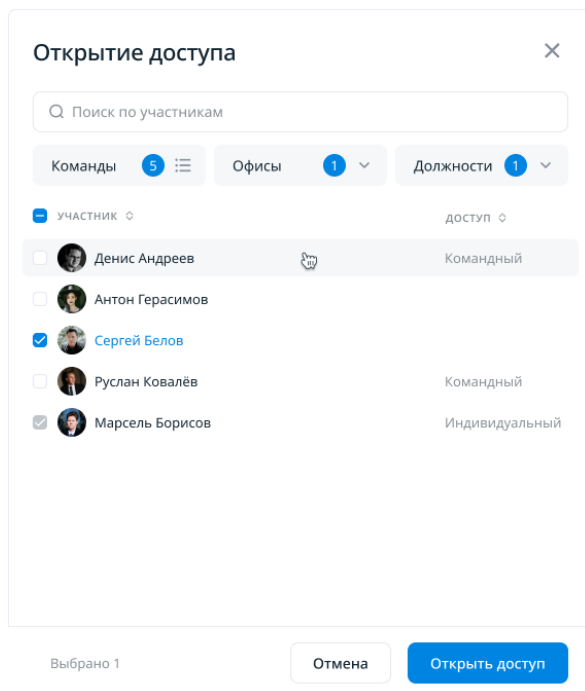 Открытие доступа
Поиск по участникам
Команды 5 Офисы 1 Должности 1
УЧАСТНИК ДОСТУП
Денис Андреев Командный
Антон Герасимов
Сергей Белов
Руслан Ковалёв Командный
Марсель Борисов Индивидуальный
Выбрано 1 Отмена Открыть доступ